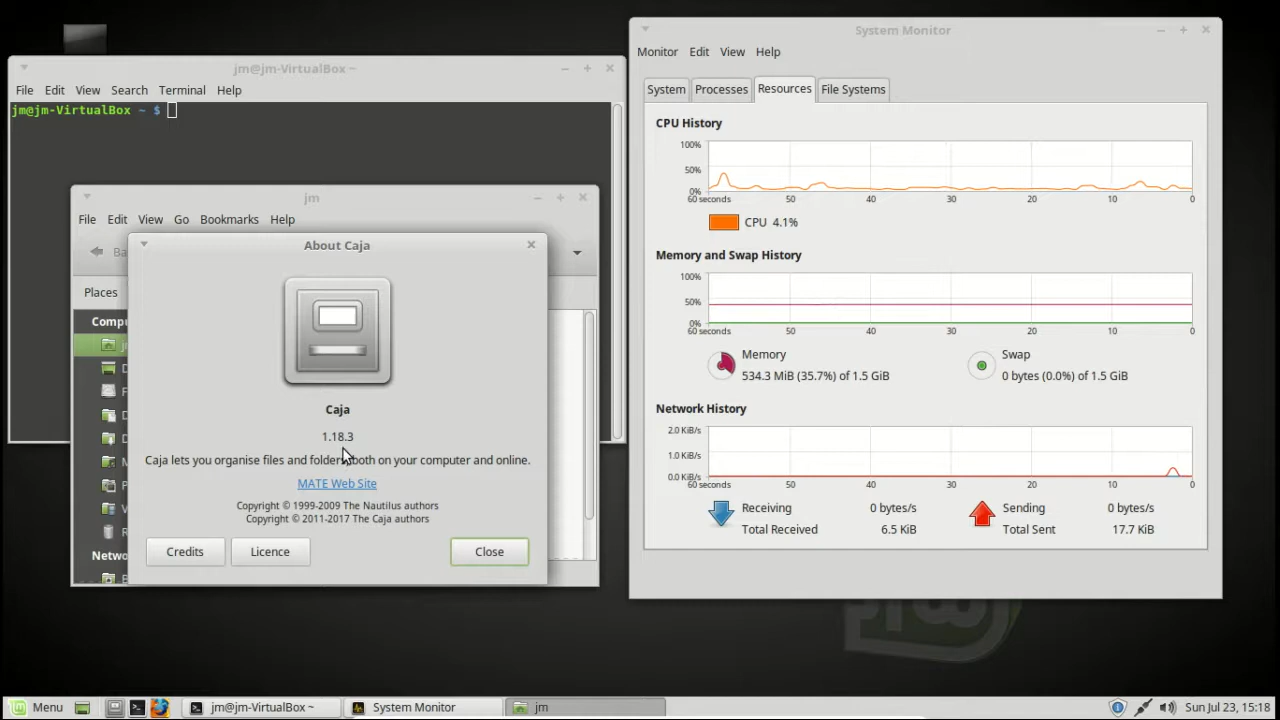 jm@jm-VirtualBox ~
File Edit View Search Terminal Help
jm@jm-VirtualBox ~ $
jm
File Edit View Go Bookmarks Help
Places
About Caja
Caja
1.18.3
Caja lets you organise files and folders both on your computer and online.
MATE Web Site
Copyright © 1999-2009 The Nautilus authors
Copyright © 2011-2017 The Caja authors
Credits Licence Close
System Monitor
Monitor Edit View Help
System Processes Resources File Systems
CPU History
100%
50%
0%
60 seconds 50 40 30 20 10 0
CPU 4.1%
Memory and Swap History
100%
50%
0%
60 seconds 50 40 30 20 10 0
Memory
534.3 MiB (35.7%) of 1.5 GiB
Swap
0 bytes (0.0%) of 1.5 GiB
Network History
2.0 KiB/s
1.0 KiB/s
0.0 KiB/s
60 seconds 50 40 30 20 10 0
Receiving 0 bytes/s
Total Received 6.5 KiB
Sending 0 bytes/s
Total Sent 17.7 KiB
Menu jm@jm-VirtualBox ~ System Monitor jm Sun Jul 23, 15:18